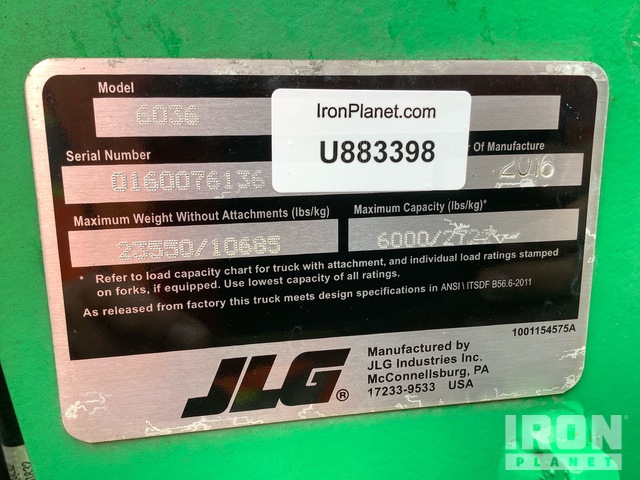 Model
6036
IronPlanet.com
U883398
Serial Number
Of Manufacture
0160076136
2016
Maximum Weight Without Attachments (lbs/kg)
Maximum Capacity (lbs/kg)*
23550/10685
* Refer to load capacity chart for truck with attachment, and individual load ratings stamped
on forks, if equipped. Use lowest capacity of all ratings.
As released from factory this truck meets design specifications in ANSI \ ITSDF B56.6-2011
1001154575A
JLG®
Manufactured by
JLG Industries Inc.
McConnellsburg, PA
17233-9533 USA
IRON
PLANET